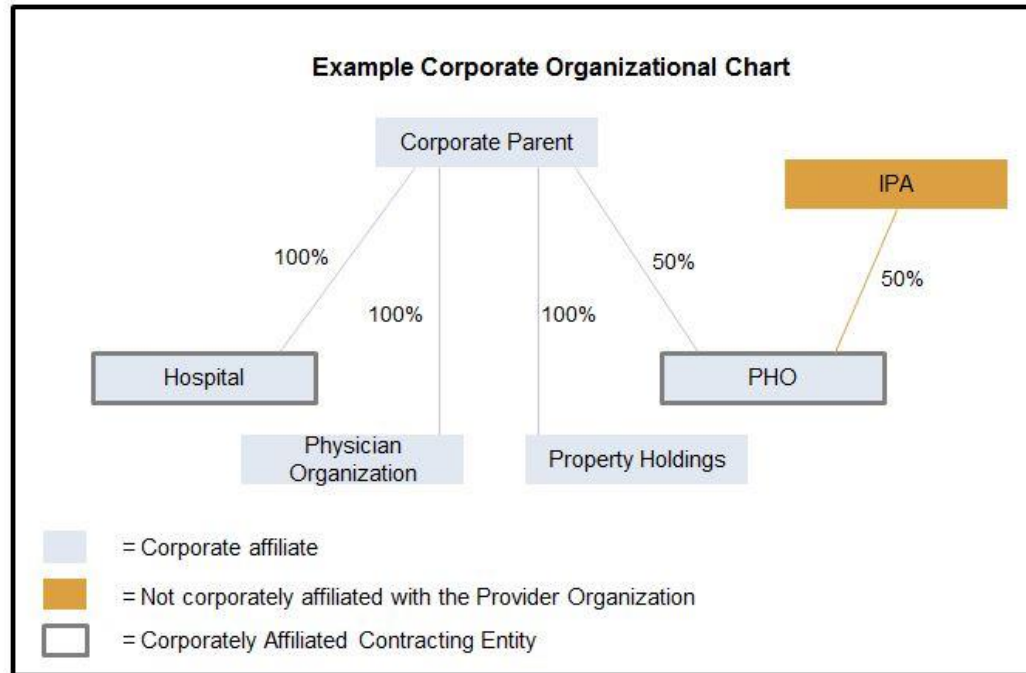 Example Corporate Organizational Chart
Corporate Parent
IPA
100%
50%
50%
100%
100%
Hospital
PHO
Physician
Organization
Property Holdings
= Corporate affiliate
= Not corporately affiliated with the Provider Organization
= Corporately Affiliated Contracting Entity